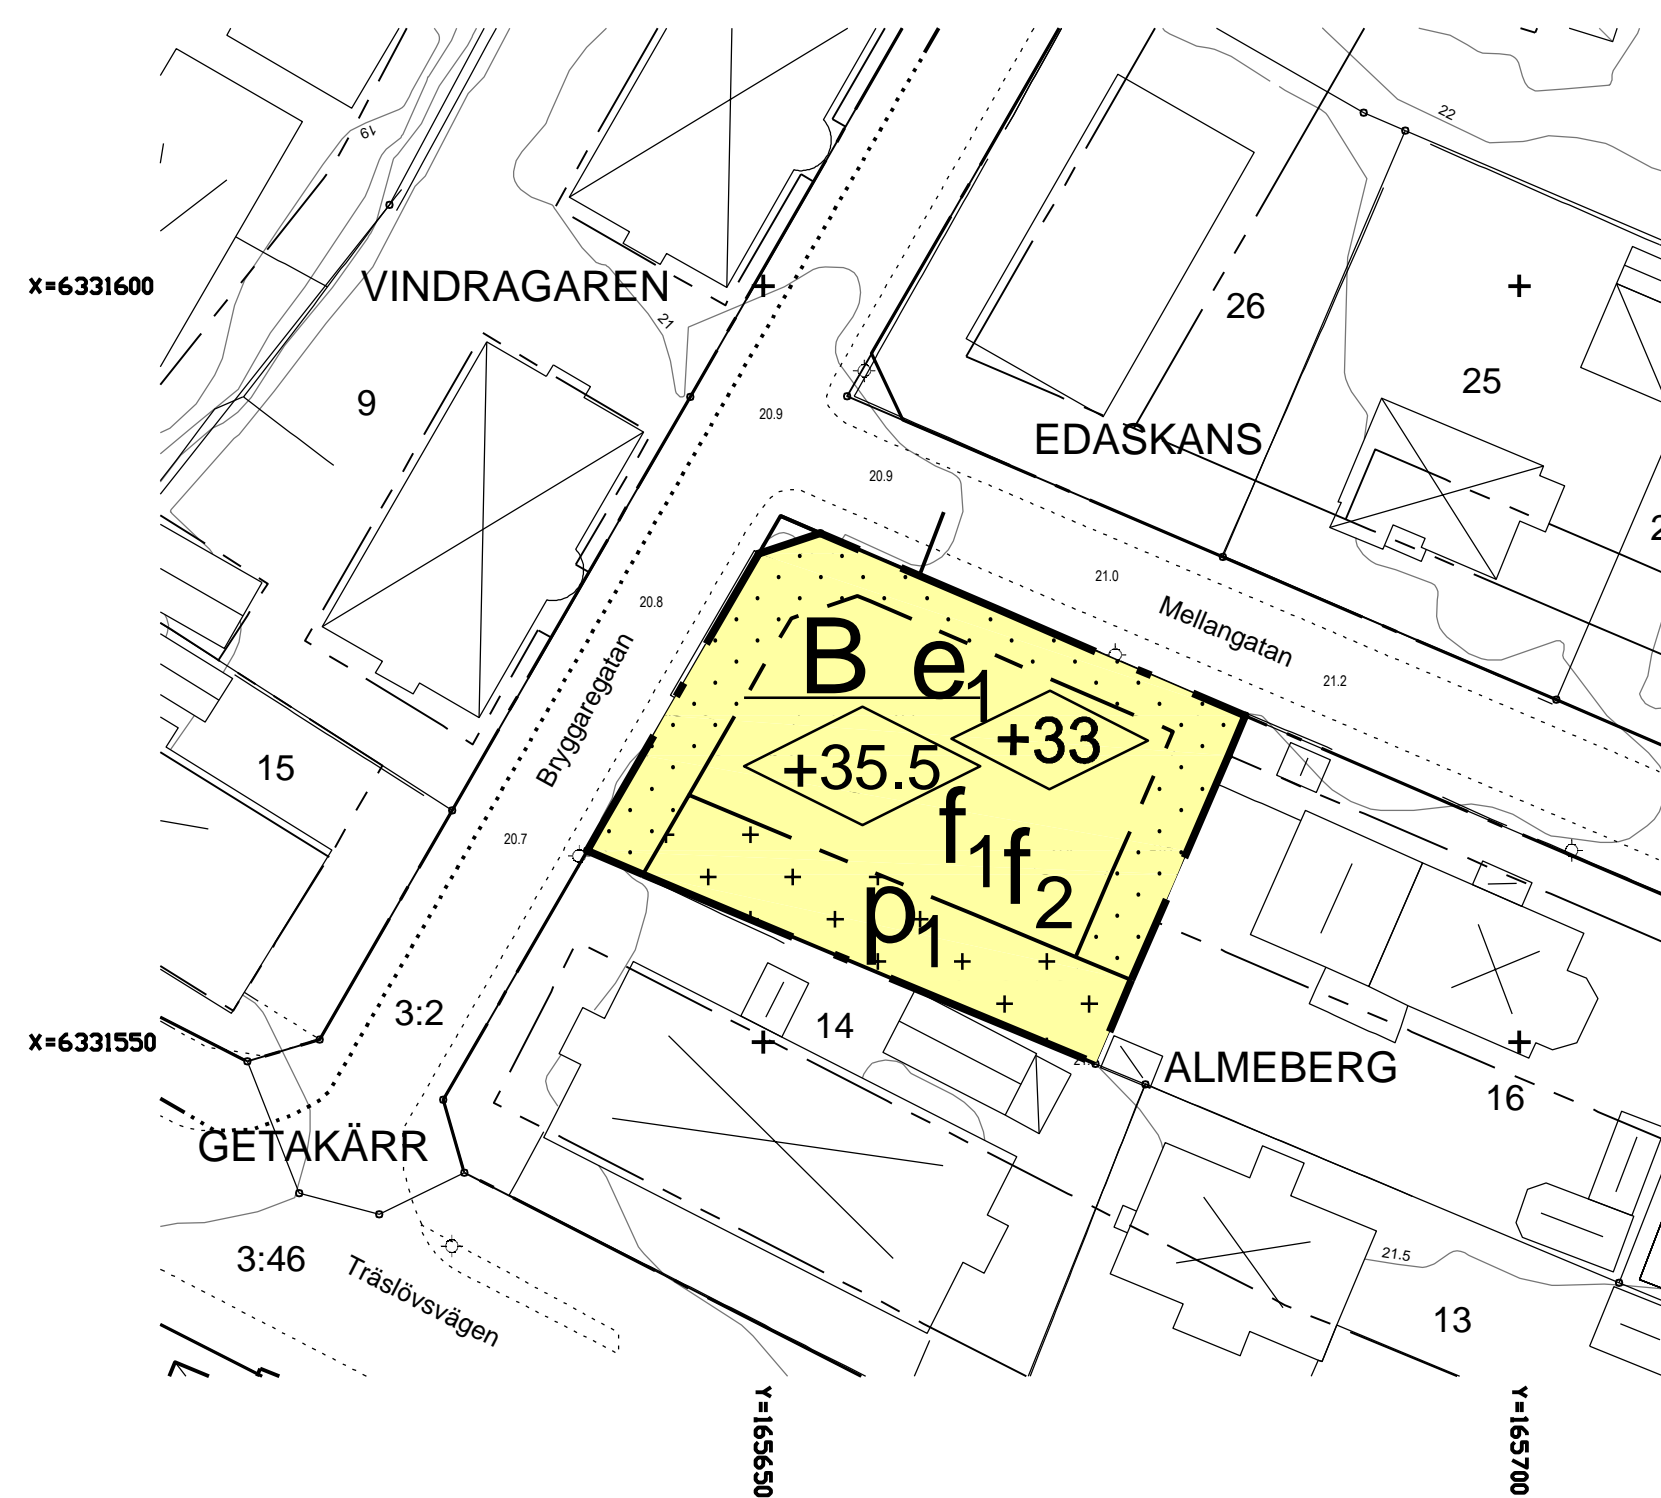 22
19
X=6331600
VINDRAGAREN
26
21
25
9
20.9
EDASKANS
20.9
21.0
20.8
Mellangatan
B e1
21.2
Bryggaregatan
+33
+35.5
15
20.7
f1 f2
p1
3:2
14
X=6331550
ALMEBERG
16
GETAKÄRR
3:46
21.5
Träslövsvägen
13
Y=165650
Y=165700